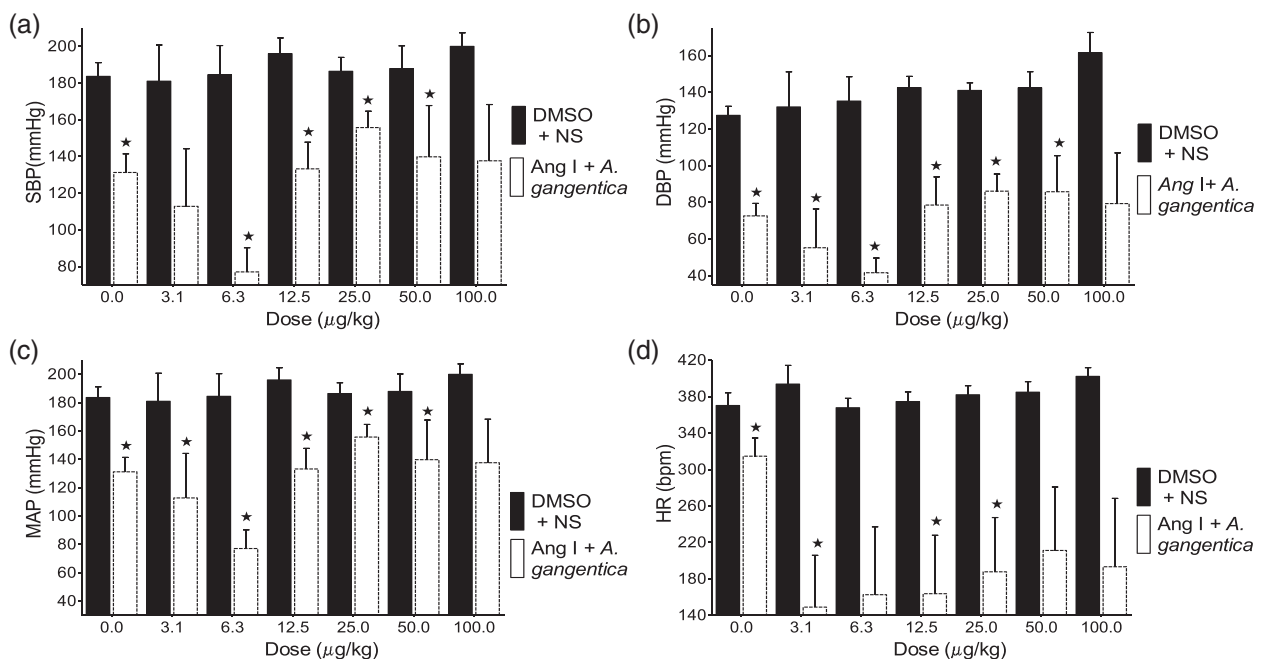 (a)
200
180
160
140
120
100
80
SBP(mmHg)
★
★
★
★
★
0.0 3.1 6.3 12.5 25.0 50.0 100.0
Dose (μg/kg)
DMSO
+ NS
Ang I + A.
gangentica
(b)
160
140
120
100
80
60
40
DBP (mmHg)
★
★
★
★
★
★
0.0 3.1 6.3 12.5 25.0 50.0 100.0
Dose (μg/kg)
DMSO
+ NS
Ang I+ A.
gangentica
(c)
200
180
160
140
120
100
80
60
40
MAP (mmHg)
★
★
★
★
★
★
0.0 3.1 6.3 12.5 25.0 50.0 100.0
Dose (μg/kg)
DMSO
+ NS
Ang I + A.
gangentica
(d)
420
380
340
300
260
220
180
140
HR (bpm)
★
★
★
★
0.0 3.1 6.3 12.5 25.0 50.0 100.0
Dose (μg/kg)
DMSO
+ NS
Ang I + A.
gangentica